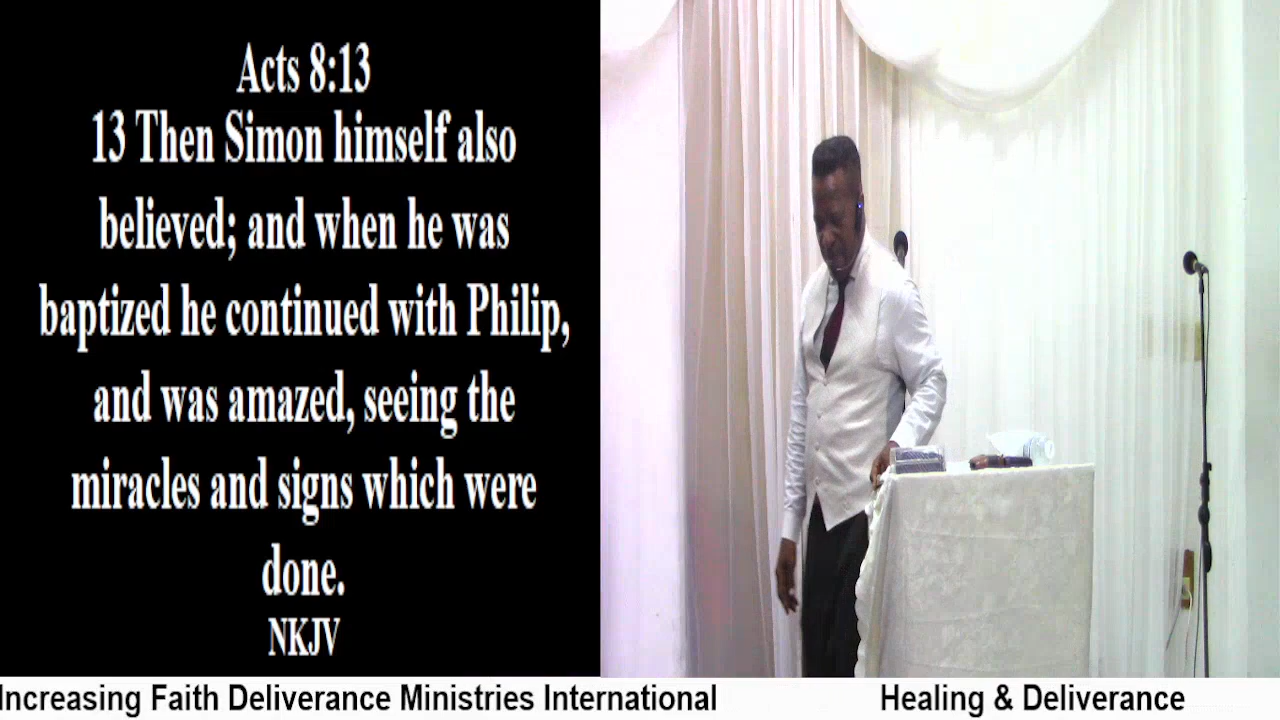 Acts 8:13
13 Then Simon himself also
believed; and when he was
baptized he continued with Philip,
and was amazed, seeing the
miracles and signs which were
done.
NKJV
Increasing Faith Deliverance Ministries International
Healing & Deliverance